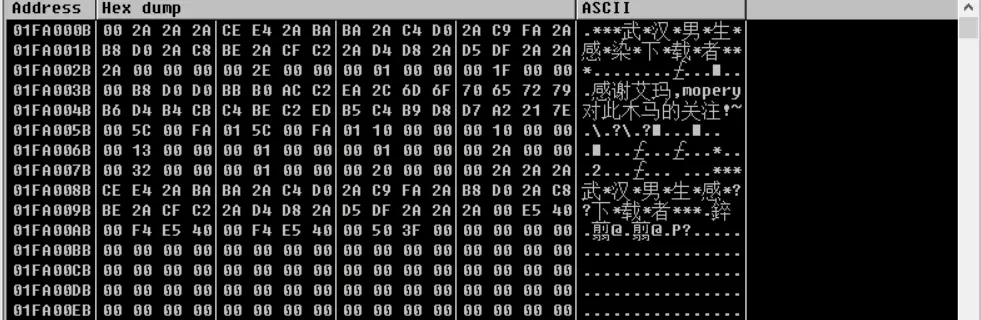 Address Hex dump ASCII
01FA000B 00 2A 2A 2A CE E4 2A BA BA 2A C4 D0 2A C9 FA 2A .***武*汉*男*生*
01FA001B B8 D0 2A C8 BE 2A CF C2 2A D4 D8 2A D5 DF 2A 2A 感*染*下*载*者**
01FA002B 2A 00 00 00 00 2E 00 00 00 01 00 00 00 1F 00 00 *........£...■..
01FA003B 00 B8 D0 D0 BB B0 AC C2 EA 2C 6D 6F 70 65 72 79 .感谢艾玛,mopery
01FA004B B6 D4 B4 CB C4 BE C2 ED B5 C4 B9 D8 D7 A2 21 7E 对此木马的关注!~
01FA005B 00 5C 00 FA 01 5C 00 FA 01 10 00 00 00 10 00 00 .\.?\.?■...■..
01FA006B 00 13 00 00 00 01 00 00 00 01 00 00 00 2A 00 00 .■...£...£...*..
01FA007B 00 32 00 00 00 01 00 00 00 20 00 00 00 2A 2A 2A .2...£... ...***
01FA008B CE E4 2A BA BA 2A C4 D0 2A C9 FA 2A B8 D0 2A C8 武*汉*男*生*感*?
01FA009B BE 2A CF C2 2A D4 D8 2A D5 DF 2A 2A 2A 00 E5 40 ?下*载*者***.錊
01FA00AB 00 F4 E5 40 00 F4 E5 40 00 50 3F 00 00 00 00 00 .翦@.翦@.P?.....
01FA00BB 00 00 00 00 00 00 00 00 00 00 00 00 00 00 00 00 ................
01FA00CB 00 00 00 00 00 00 00 00 00 00 00 00 00 00 00 00 ................
01FA00DB 00 00 00 00 00 00 00 00 00 00 00 00 00 00 00 00 ................
01FA00EB 00 00 00 00 00 00 00 00 00 00 00 00 00 00 00 00 ................